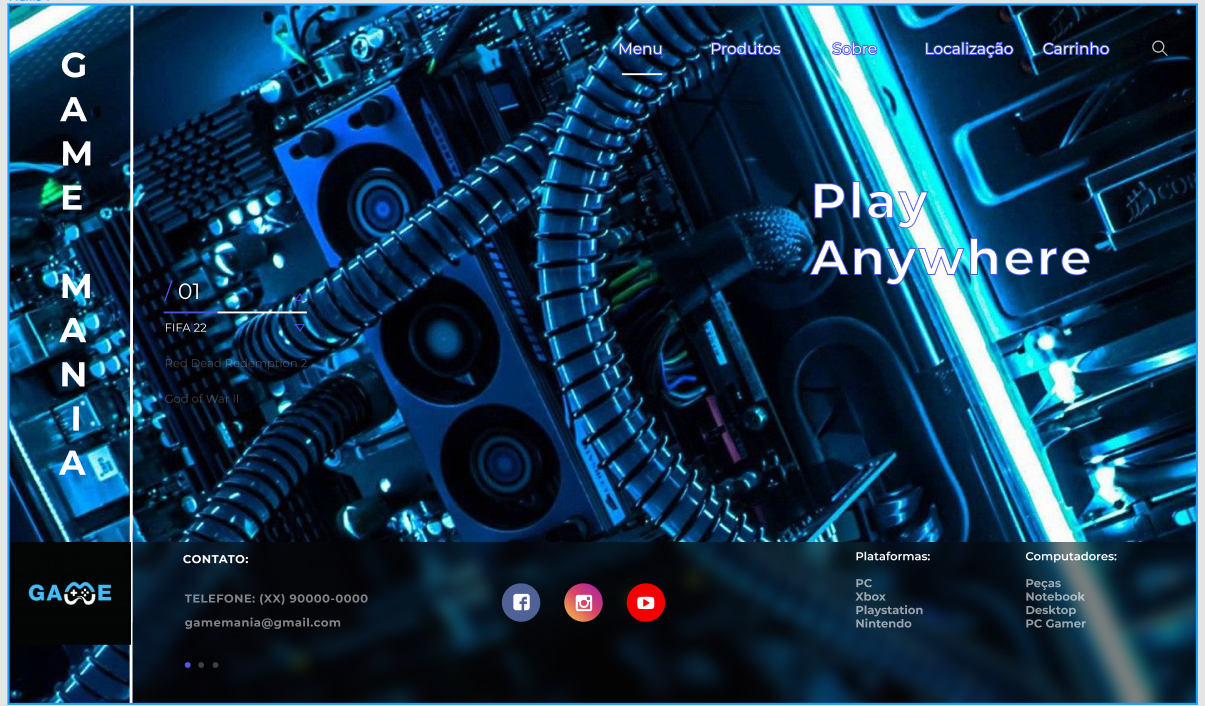 GAME MANIA
Menu Produtos Sobre Localização Carrinho
Play
Anywhere
/ 01
FIFA 22
Red Dead Redemption 2
God of War II
GAME
CONTATO:
TELEFONE: (XX) 90000-0000
gamemania@gmail.com
Plataformas:
PC
Xbox
Playstation
Nintendo
Computadores:
Peças
Notebook
Desktop
PC Gamer